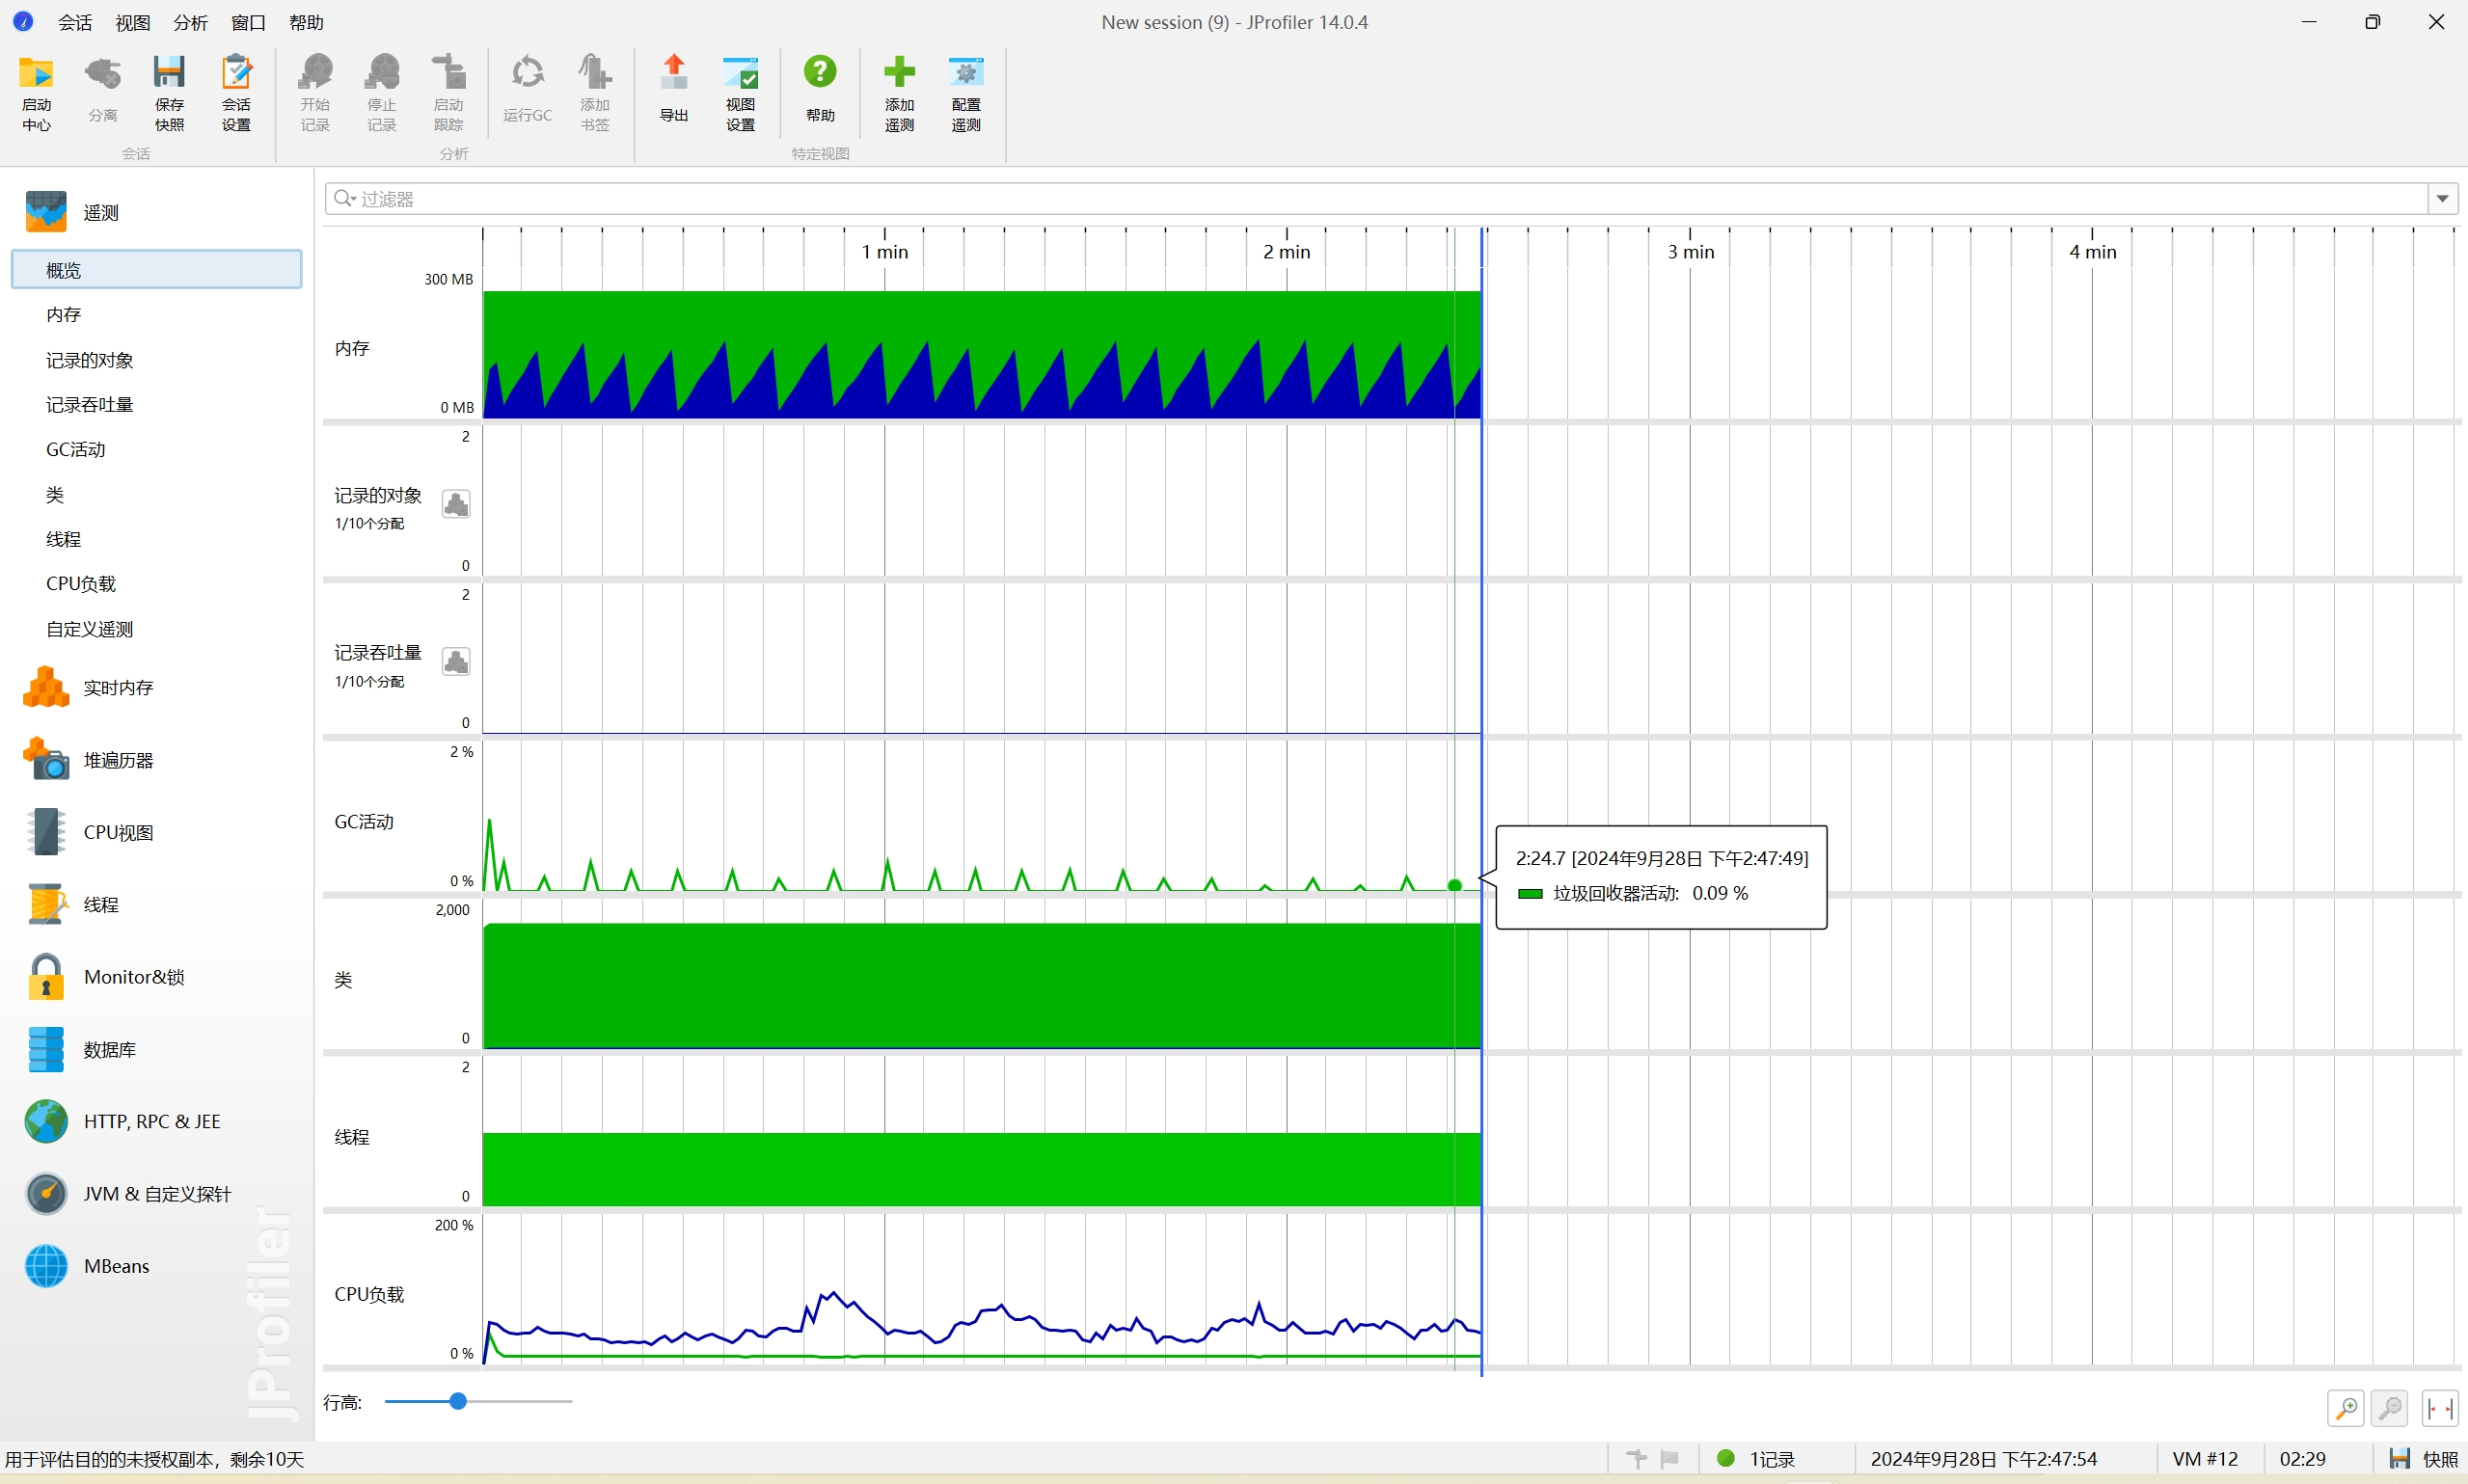 会话 视图 分析 窗口 帮助 New session (9) - JProfiler 14.0.4
启动中心 分离 保存快照 会话设置 开始记录 停止记录 启动跟踪 运行GC 添加书签 导出 视图设置 帮助 添加遥测 配置遥测
会话 分析 特定视图
遥测
概览
内存
记录的对象
记录吞吐量
GC活动
类
线程
CPU负载
自定义遥测
实时内存
堆遍历器
CPU视图
线程
Monitor&锁
数据库
HTTP, RPC & JEE
JVM & 自定义探针
MBeans
JProfiler
过滤器
1 min 2 min 3 min 4 min
300 MB
内存
0 MB
2
记录的对象
1/10个分配
0
2
记录吞吐量
1/10个分配
0
2 %
GC活动
0 %
2:24.7 [2024年9月28日 下午2:47:49]
垃圾回收器活动: 0.09 %
2,000
类
0
2
线程
0
200 %
CPU负载
0 %
行高:
用于评估目的的未授权副本，剩余10天 1记录 2024年9月28日 下午2:47:54 VM #12 02:29 快照